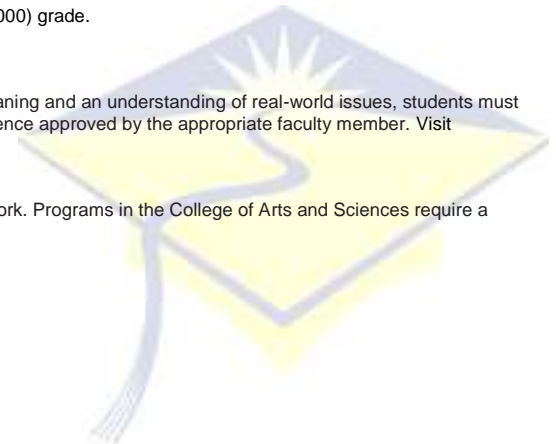 000) grade.
aning and an understanding of real-world issues, students must
ence approved by the appropriate faculty member. Visit
ork. Programs in the College of Arts and Sciences require a